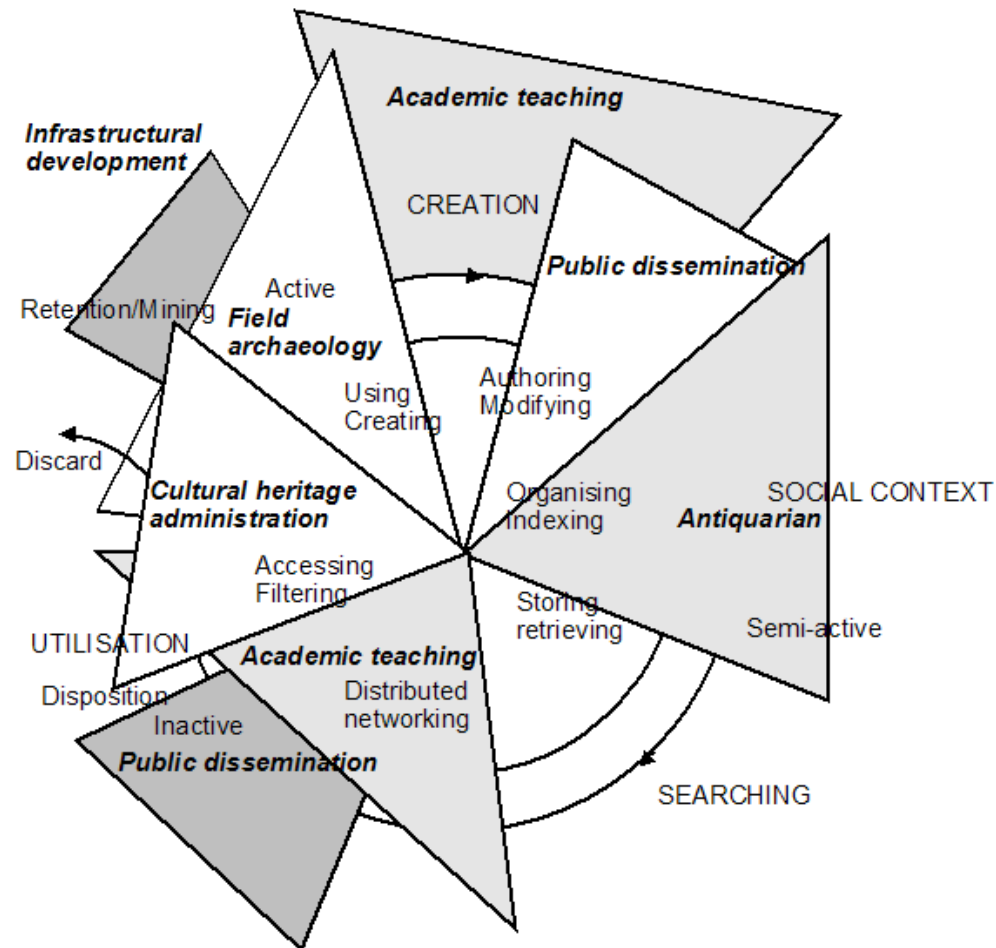 Academic teaching
Infrastructural
development
CREATION
Public dissemination
Active
Retention/Mining
Field
archaeology
Authoring
Modifying
Using
Creating
Discard
Cultural heritage
administration
Organising
Indexing
SOCIAL CONTEXT
Antiquarian
Accessing
Filtering
Storing
retrieving
Semi-active
UTILISATION
Academic teaching
Disposition
Distributed
networking
Inactive
Public dissemination
SEARCHING